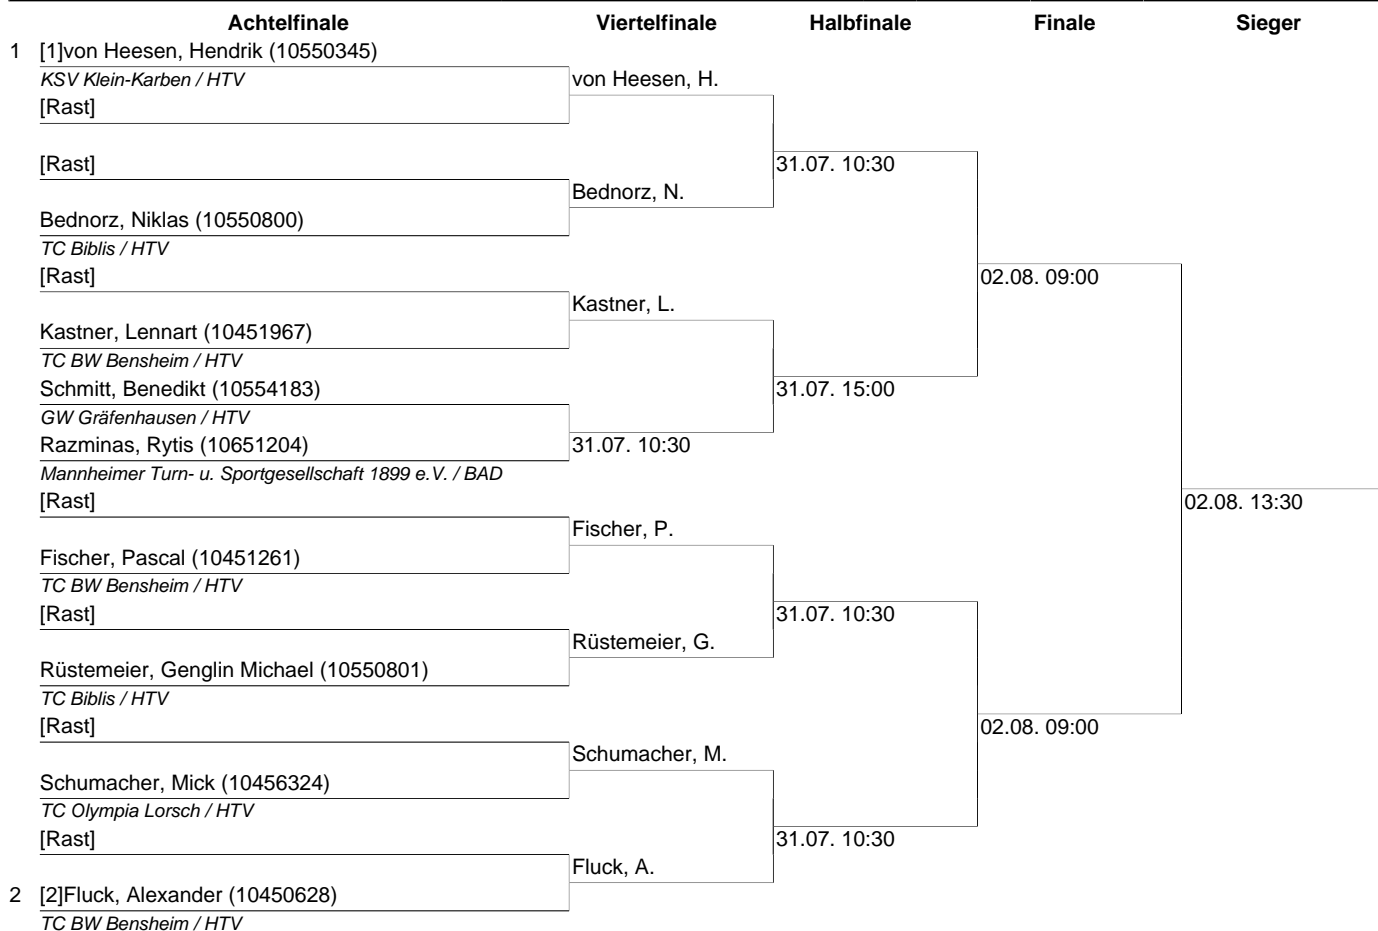 Achtelfinale Viertelfinale Halbfinale Finale Sieger
1 [1]von Heesen, Hendrik (10550345)
KSV Klein-Karben / HTV von Heesen, H.
[Rast]
[Rast] 31.07. 10:30
Bednorz, N.
Bednorz, Niklas (10550800)
TC Biblis / HTV
[Rast] 02.08. 09:00
Kastner, L.
Kastner, Lennart (10451967)
TC BW Bensheim / HTV
Schmitt, Benedikt (10554183) 31.07. 15:00
GW Gräfenhausen / HTV
Razminas, Rytis (10651204) 31.07. 10:30
Mannheimer Turn- u. Sportgesellschaft 1899 e.V. / BAD
[Rast] 02.08. 13:30
Fischer, P.
Fischer, Pascal (10451261)
TC BW Bensheim / HTV
[Rast] 31.07. 10:30
Rüstemeier, G.
Rüstemeier, Genglin Michael (10550801)
TC Biblis / HTV
[Rast] 02.08. 09:00
Schumacher, M.
Schumacher, Mick (10456324)
TC Olympia Lorsch / HTV
[Rast] 31.07. 10:30
Fluck, A.
2 [2]Fluck, Alexander (10450628)
TC BW Bensheim / HTV